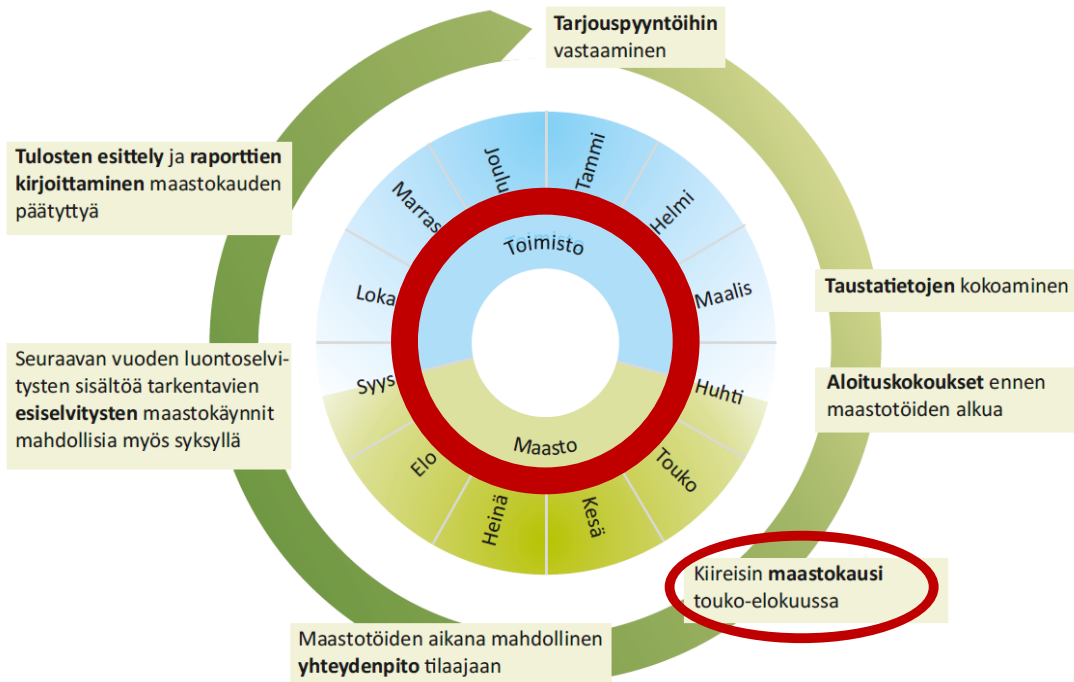 Tarjouspyyntöihin
vastaaminen
Tulosten esittely ja raporttien
kirjoittaminen maastokauden
päätyttyä
Joulu
Tammi
Marras
Helmi
Toimisto
Loka
Maalis
Taustatietojen kokoaminen
Seuraavan vuoden luontoselvi-
tysten sisältöä tarkentavien
esiselvitysten maastokäynnit
mahdollisia myös syksyllä
Syys
Huhti
Aloituskokoukset ennen
maastotöiden alkua
Maasto
Elo
Touko
Heinä
Kesä
Kiireisin maastokausi
touko-elokuussa
Maastotöiden aikana mahdollinen
yhteydenpito tilaajaan